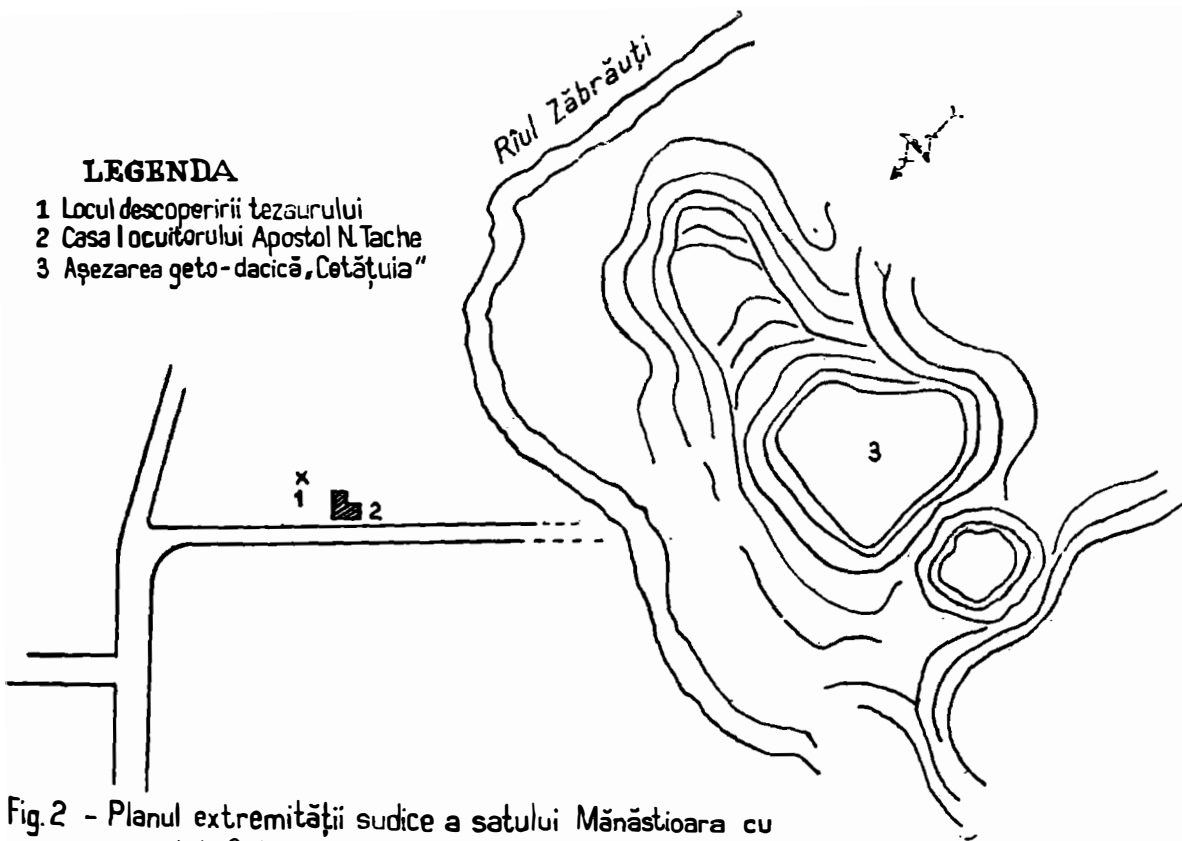 Rîul Zăbrăuți
N
LEGENDA
1 Locul descoperirii tezaurului
2 Casa locuitorului Apostol N. Tache
3 Așezarea geto-dacică „Cetățuia”
3
x
1
2
Fig. 2 - Planul extremității sudice a satului Mănăstioara cu